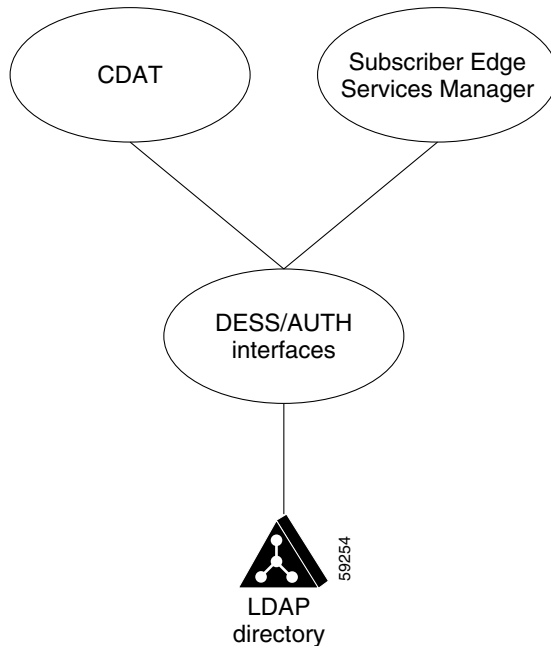 CDAT
Subscriber Edge
Services Manager
DESS/AUTH
interfaces
59254
LDAP
directory